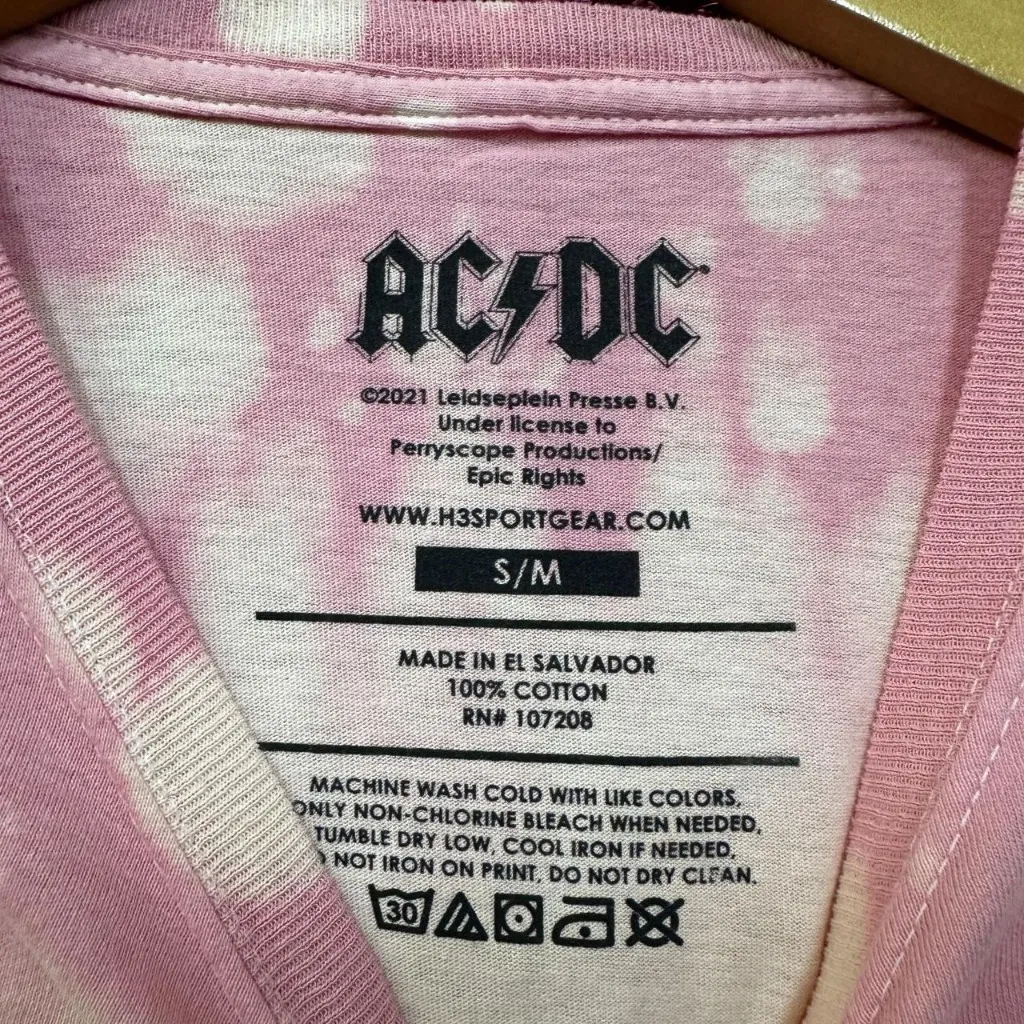 AC⚡DC
©2021 Leidseplein Presse B.V.
Under license to
Perryscope Productions/
Epic Rights
WWW.H3SPORTGEAR.COM
S/M
MADE IN EL SALVADOR
100% COTTON
RN# 107208
MACHINE WASH COLD WITH LIKE COLORS,
ONLY NON-CHLORINE BLEACH WHEN NEEDED,
TUMBLE DRY LOW, COOL IRON IF NEEDED,
DO NOT IRON ON PRINT, DO NOT DRY CLEAN.
30